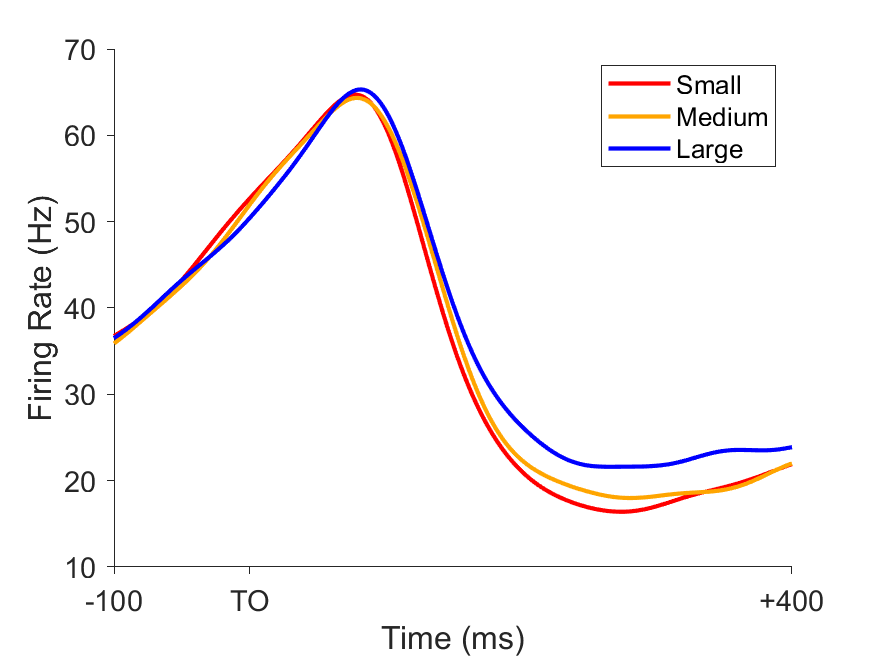 70
60
50
40
30
20
10
Firing Rate (Hz)
Small
Medium
Large
-100 TO +400
Time (ms)